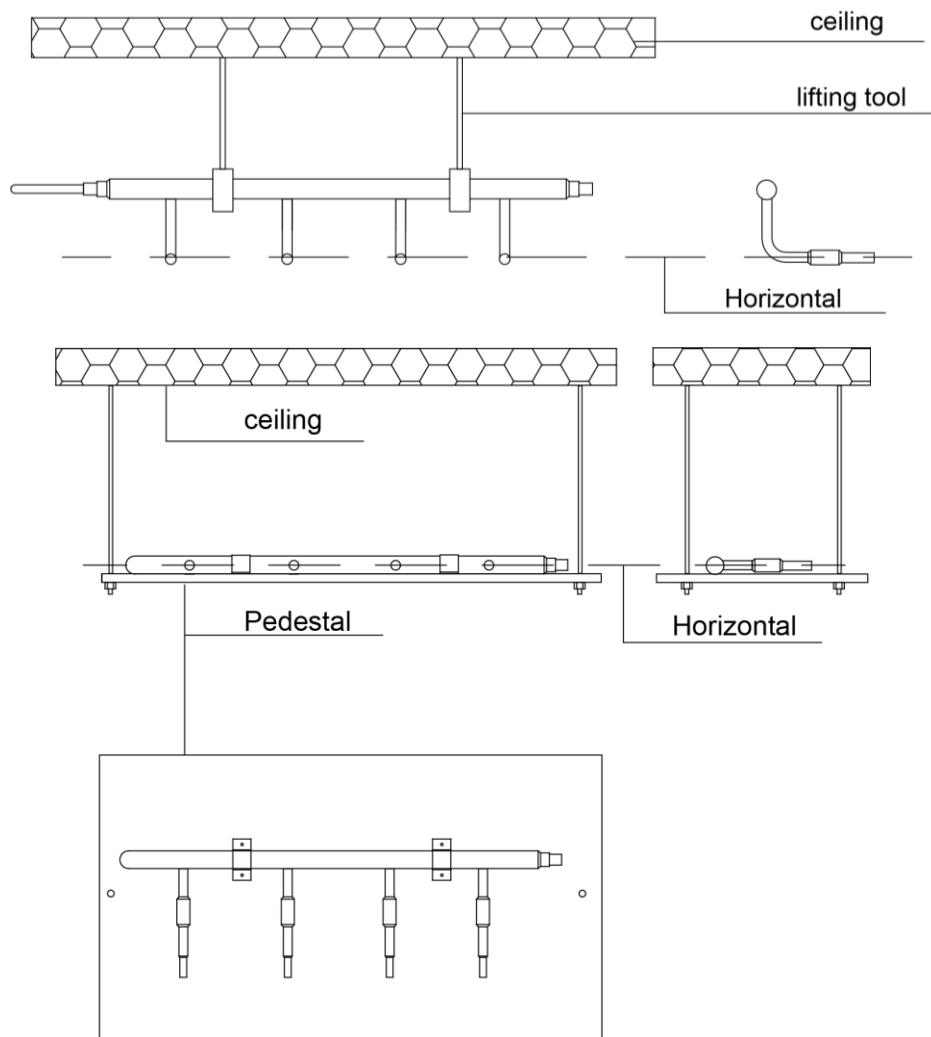 ceiling
lifting tool
Horizontal
ceiling
Pedestal
Horizontal